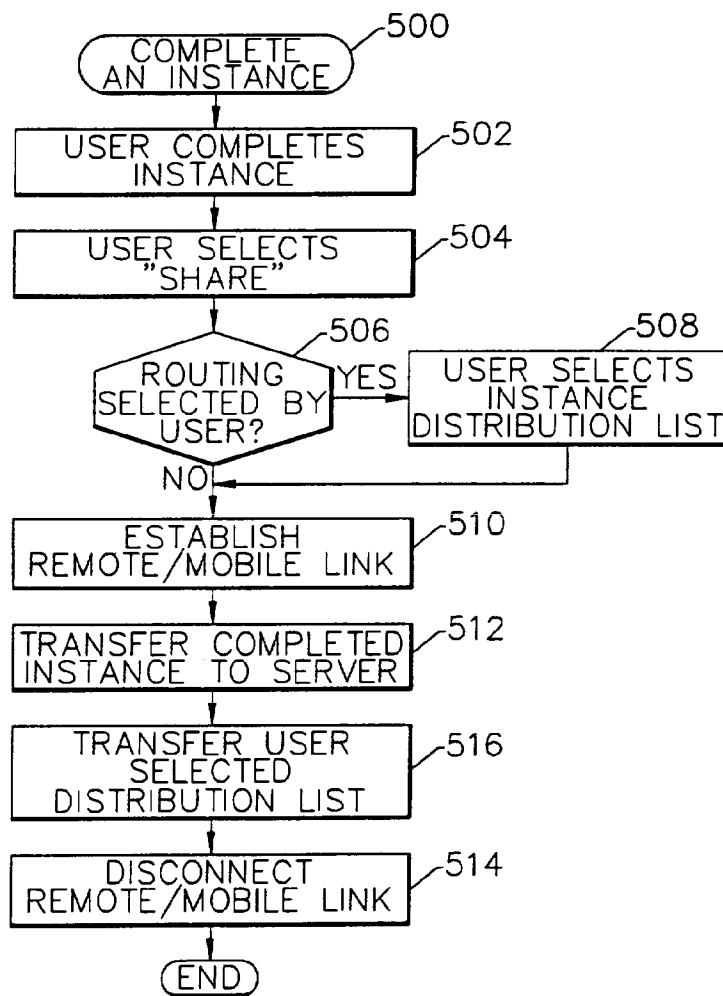 COMPLETE
AN INSTANCE
500
USER COMPLETES
INSTANCE
502
USER SELECTS
"SHARE"
504
ROUTING
SELECTED BY
USER?
506
YES
NO
USER SELECTS
INSTANCE
DISTRIBUTION LIST
508
ESTABLISH
REMOTE/MOBILE LINK
510
TRANSFER COMPLETED
INSTANCE TO SERVER
512
TRANSFER USER
SELECTED
DISTRIBUTION LIST
516
DISCONNECT
REMOTE/MOBILE LINK
514
END